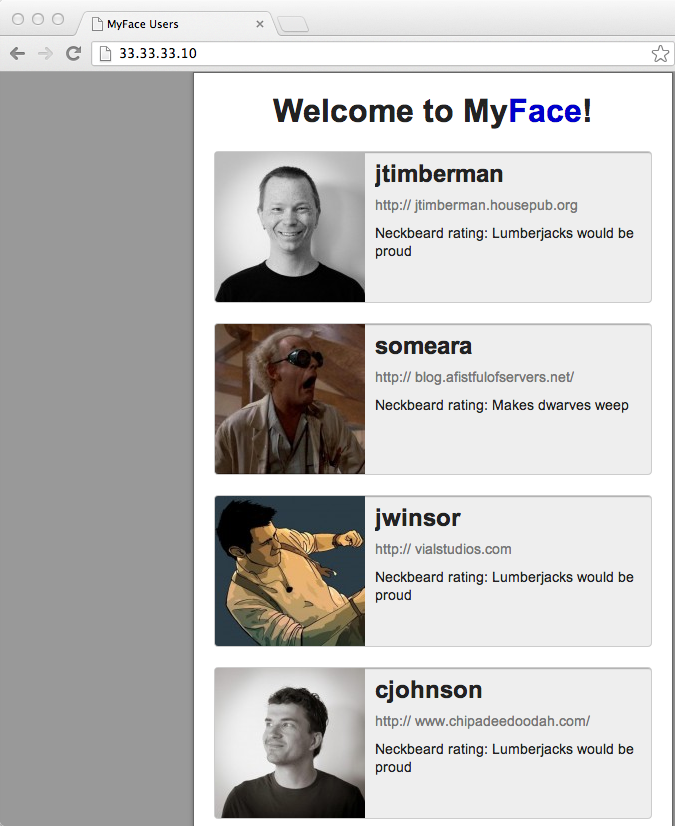 MyFace Users
33.33.33.10
Welcome to MyFace!
jtimberman
http:// jtimberman.housepub.org
Neckbeard rating: Lumberjacks would be
proud
someara
http:// blog.afistfulofservers.net/
Neckbeard rating: Makes dwarves weep
jwinsor
http:// vialstudios.com
Neckbeard rating: Lumberjacks would be
proud
cjohnson
http:// www.chipadeedoodah.com/
Neckbeard rating: Lumberjacks would be
proud